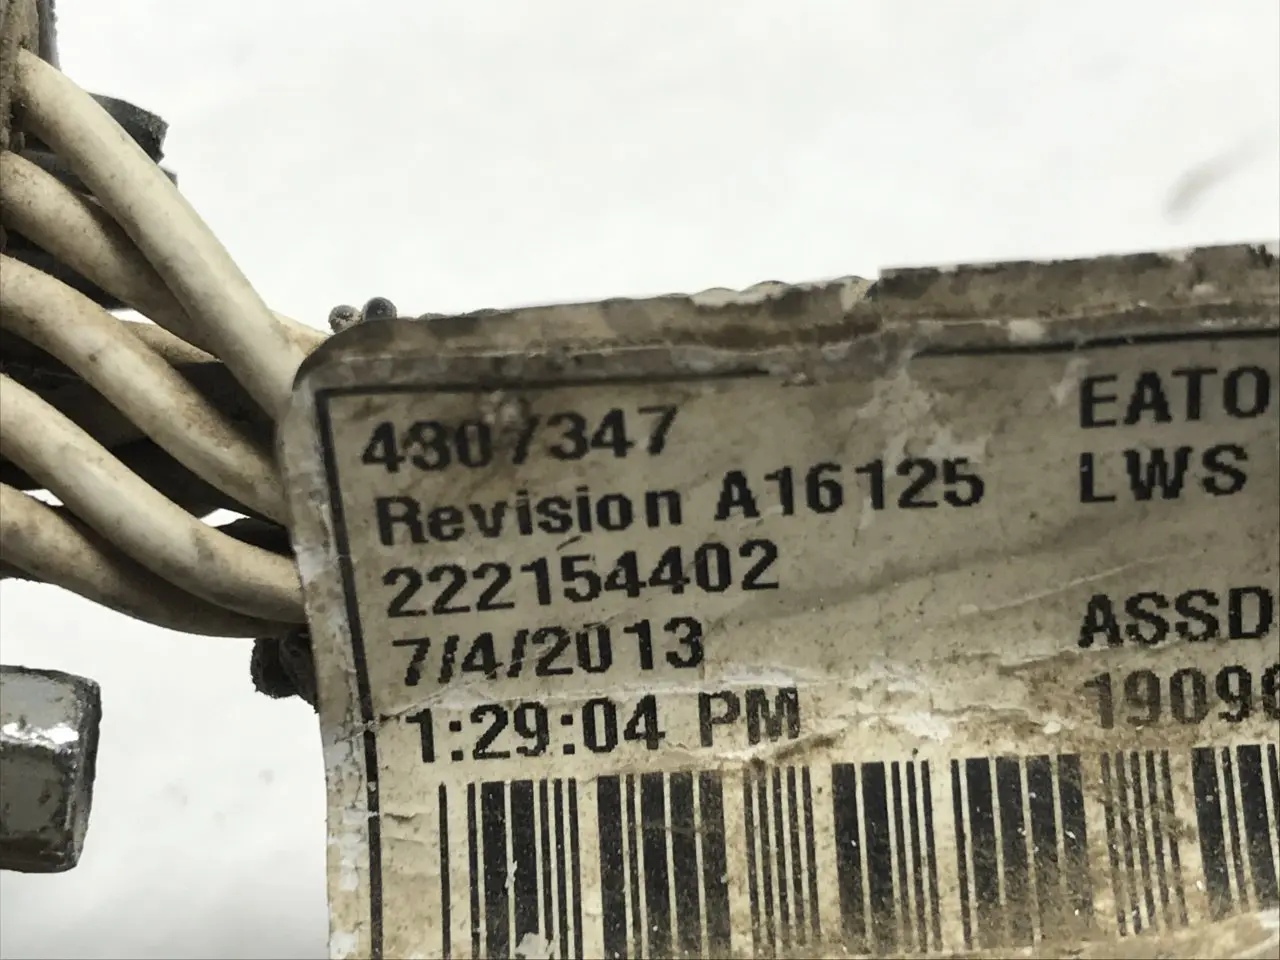 4307347
Revision A16125
222154402
7/4/2013
1:29:04 PM
EATO
LWS
ASSD
1909